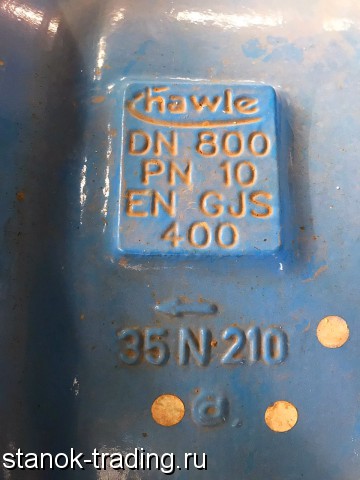 hawle
DN 800
PN 10
EN GJS
400
35 N 210
d
stanok-trading.ru